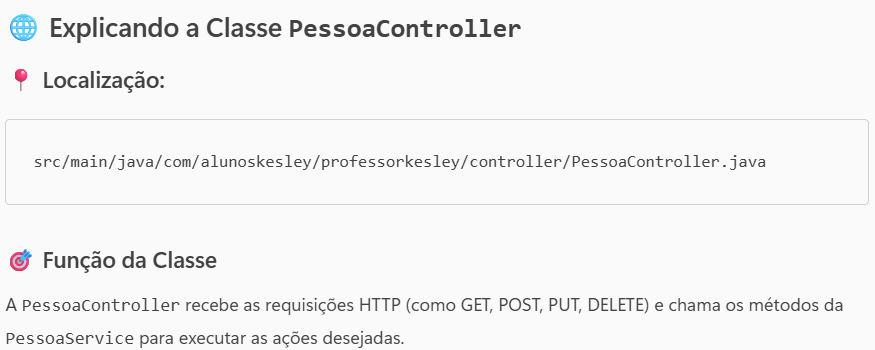 🌐 Explicando a Classe PessoaController
📍 Localização:
src/main/java/com/alunoskesley/professorkesley/controller/PessoaController.java
🎯 Função da Classe
A PessoaController recebe as requisições HTTP (como GET, POST, PUT, DELETE) e chama os métodos da
PessoaService para executar as ações desejadas.